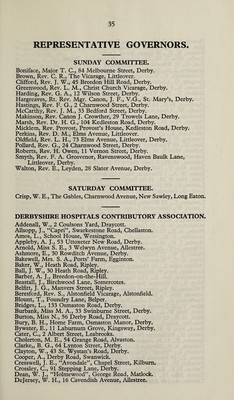 35
REPRESENTATIVE GOVERNORS.
SUNDAY COMMITTEE.
Boniface, Major T. C., 84 Melbourne Street, Derby.
Brown, Rev. C. R., The Vicarage, Littleover.
Clifford, Rev. J. W., 45 Breedon Hill Road, Derby.
Greenwood, Rev. L. M., Christ Church Vicarage, Derby.
Harding, Rev. G. A., 12 Wilson Street, Derby.
Hargreaves, Rt. Rev. Mgr. Canon, J. F., V.G., St. Mary's, Derby.
Hastings, Rev. F. G., 2 Charnwood Street, Derby.
McCarthy, Rev. J. M., 33 Bedford Street, Derby.
Makinson, Rev. Canon J. Crowther, 29 Trowels Lane, Derby.
Marsh, Rev. Dr. H. G., 104 Kedleston Road, Derby.
Micklem, Rev. Provost, Provost's House, Kedleston Road, Derby.
Perkins, Rev. D. M., Elms Avenue, Littleover.
Oldfield, Rev. L. H., 73 Elms Avenue, Littleover, Derby.
Pollard, Rev. G., 24 Charnwood Street, Derby.
Roberts, Rev. H. Owen, 11 Vernon Street, Derby.
Smyth, Rev. F. A. Grosvenor, Ravenswood, Haven Baulk Lane,
Littleover, Derby.
Walton, Rev. E., Leyden, 28 Slater Avenue, Derby.
SATURDAY COMMITTEE.
Crisp, W. E., The Gables, Charnwood Avenue, New Sawley, Long Eaton.
DERBYSHIRE HOSPITALS CONTRIBUTORY ASSOCIATION.
Addenall, W., 2 Coulsons Yard, Draycott.
Allsopp, J., "Capri", Swarkestone Road, Chellaston.
Amos, L., School House, Wessington.
Appleby, A. J., 53 Uttoxeter New Road, Derby.
Arnold, Miss S. E., 3 Welwyn Avenue, Allestree.
Ashmore, E., 30 Rowditch Avenue, Derby.
Bakewell, Mrs. S. A., Ports' Farm, Egginton.
Baker, W., Heath Road, Ripley.
Ball, J. W., 30 Heath Road, Ripley.
Barber, A. J., Breedon-on-the-Hill.
Beastall, J., Birchwood Lane, Somercotes.
Beller, J. G., Manvers Street, Ripley.
Beresford, Rev. S., Alstonfield Vicarage, Alstonfield.
Blount, T., Foundry Lane, Belper.
Bridges, L., 133 Osmaston Road, Derby.
Burbank, Miss M. A., 33 Swinburne Street, Derby.
Burton, Miss N., 56 Derby Road, Draycott.
Bury, B. H., Home Farm, Osmaston Manor, Derby.
Bywater, E., 11 Laburnum Grove, Kingsway, Derby.
Cater, C., 2 Albert Street, Losbrooks.
Cholerton, M. E., 54 Grange Road, Alvaston.
Clarke, B. G., 64 Lynton Street, Derby.
Clayton, W., 43 St. Wystan's Road, Derby.
Cooper, A., Derby Road, Swanwick.
Cresswell, J. E., "Avondale", Chapel Street, Kilburn.
Crossley, C., 91 Stepping Lane, Derby.
Dean, W. J., "Holmwood", George Road, Matlock.
DeJersey, W. H., 16 Cavendish Avenue, Allestree.